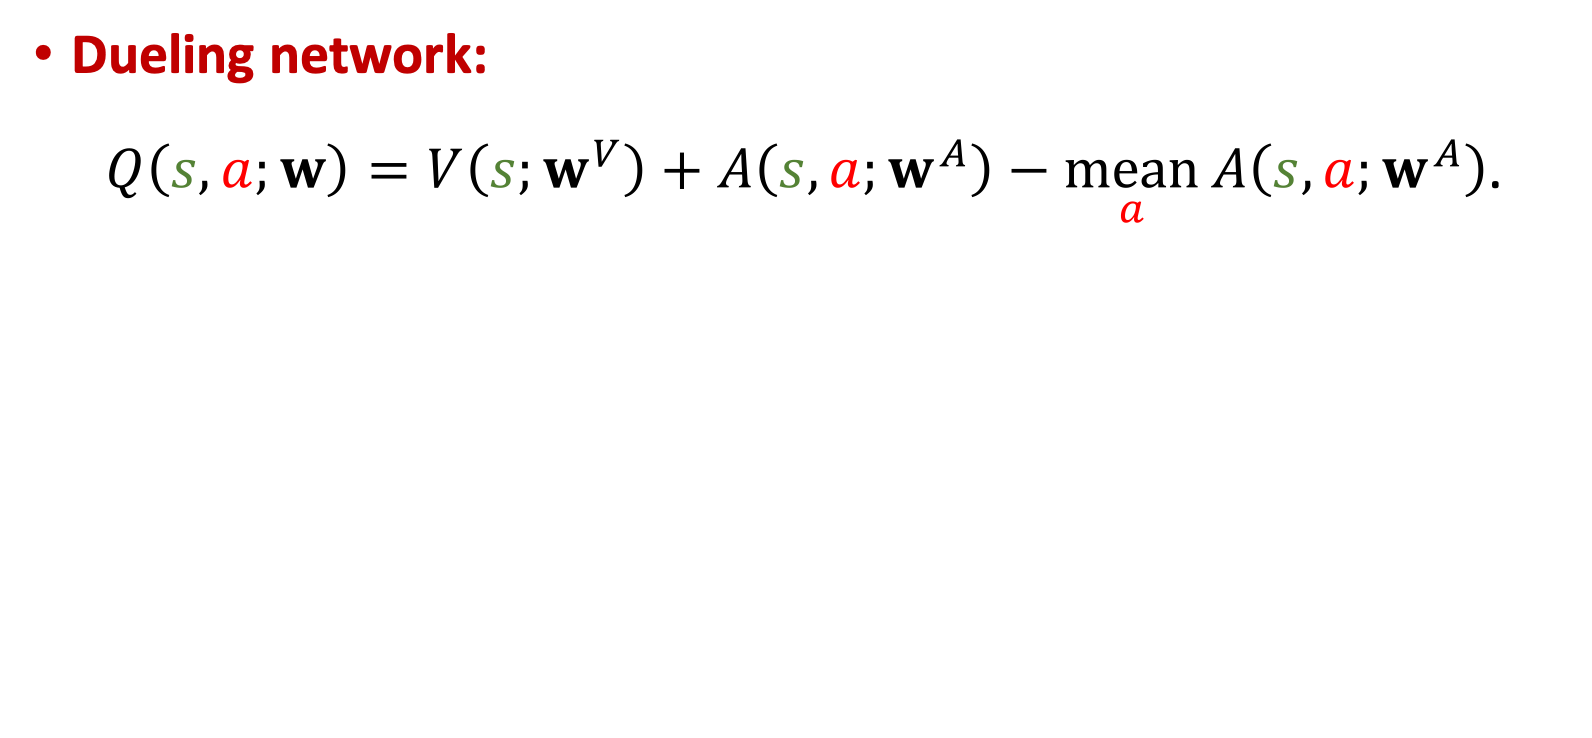 • Dueling network:
Q(s, a; w) = V(s; w^V) + A(s, a; w^A) − mean_a A(s, a; w^A).